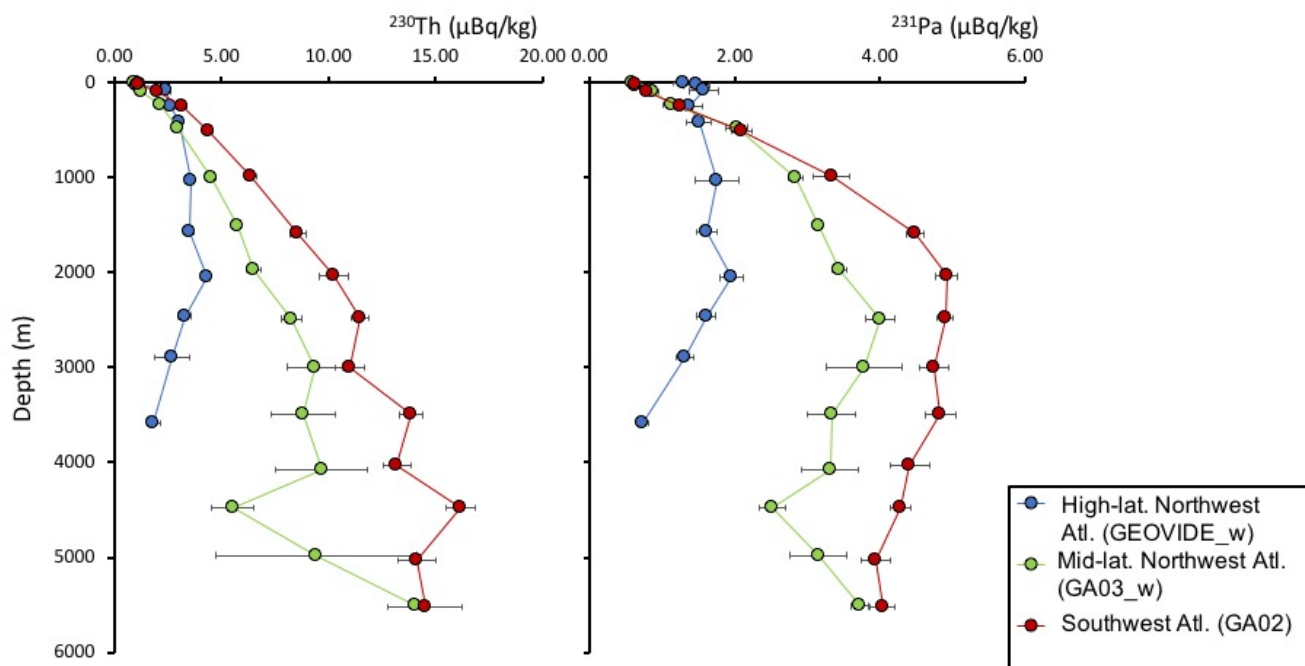 ²³⁰Th (µBq/kg)
0.00 5.00 10.00 15.00 20.00
²³¹Pa (µBq/kg)
0.00 2.00 4.00 6.00
0
1000
2000
3000
4000
5000
6000
Depth (m)
High-lat. Northwest
Atl. (GEOVIDE_w)
Mid-lat. Northwest Atl.
(GA03_w)
Southwest Atl. (GA02)